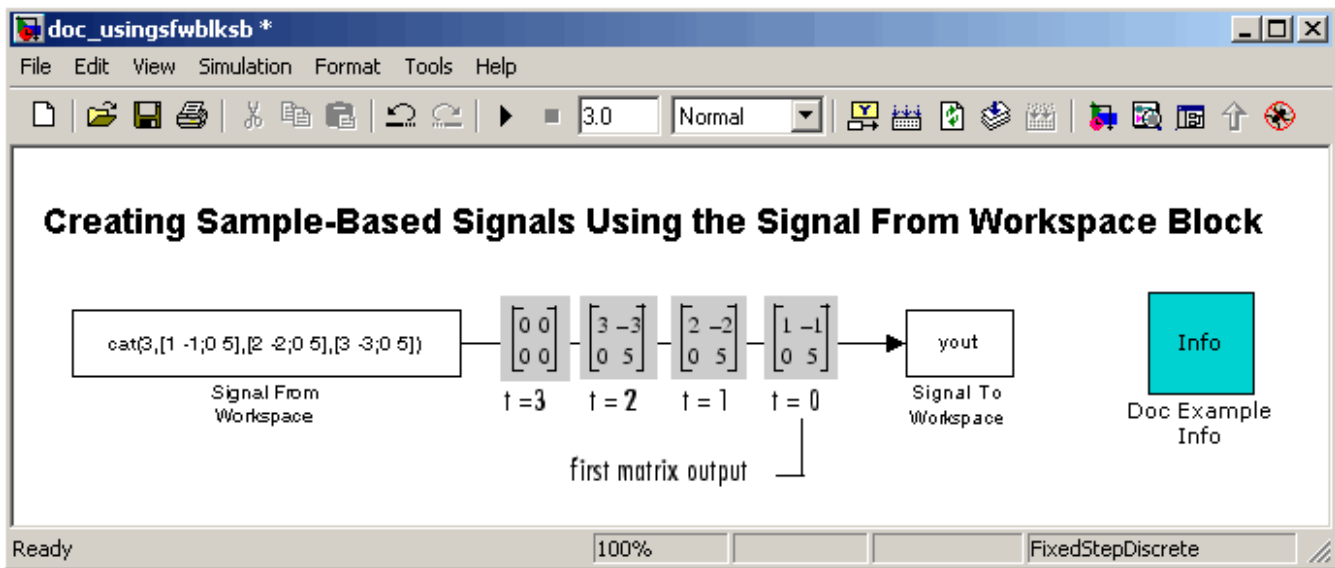 doc_usingsfwblksb *
File Edit View Simulation Format Tools Help
3.0 Normal
Creating Sample-Based Signals Using the Signal From Workspace Block
cat(3,[1 -1;0 5],[2 -2;0 5],[3 -3;0 5])
Signal From
Workspace
0 0
0 0
t =3
3 −3
0 5
t = 2
2 −2
0 5
t = 1
1 −1
0 5
t = 0
first matrix output
yout
Signal To
Workspace
Info
Doc Example
Info
Ready 100% FixedStepDiscrete